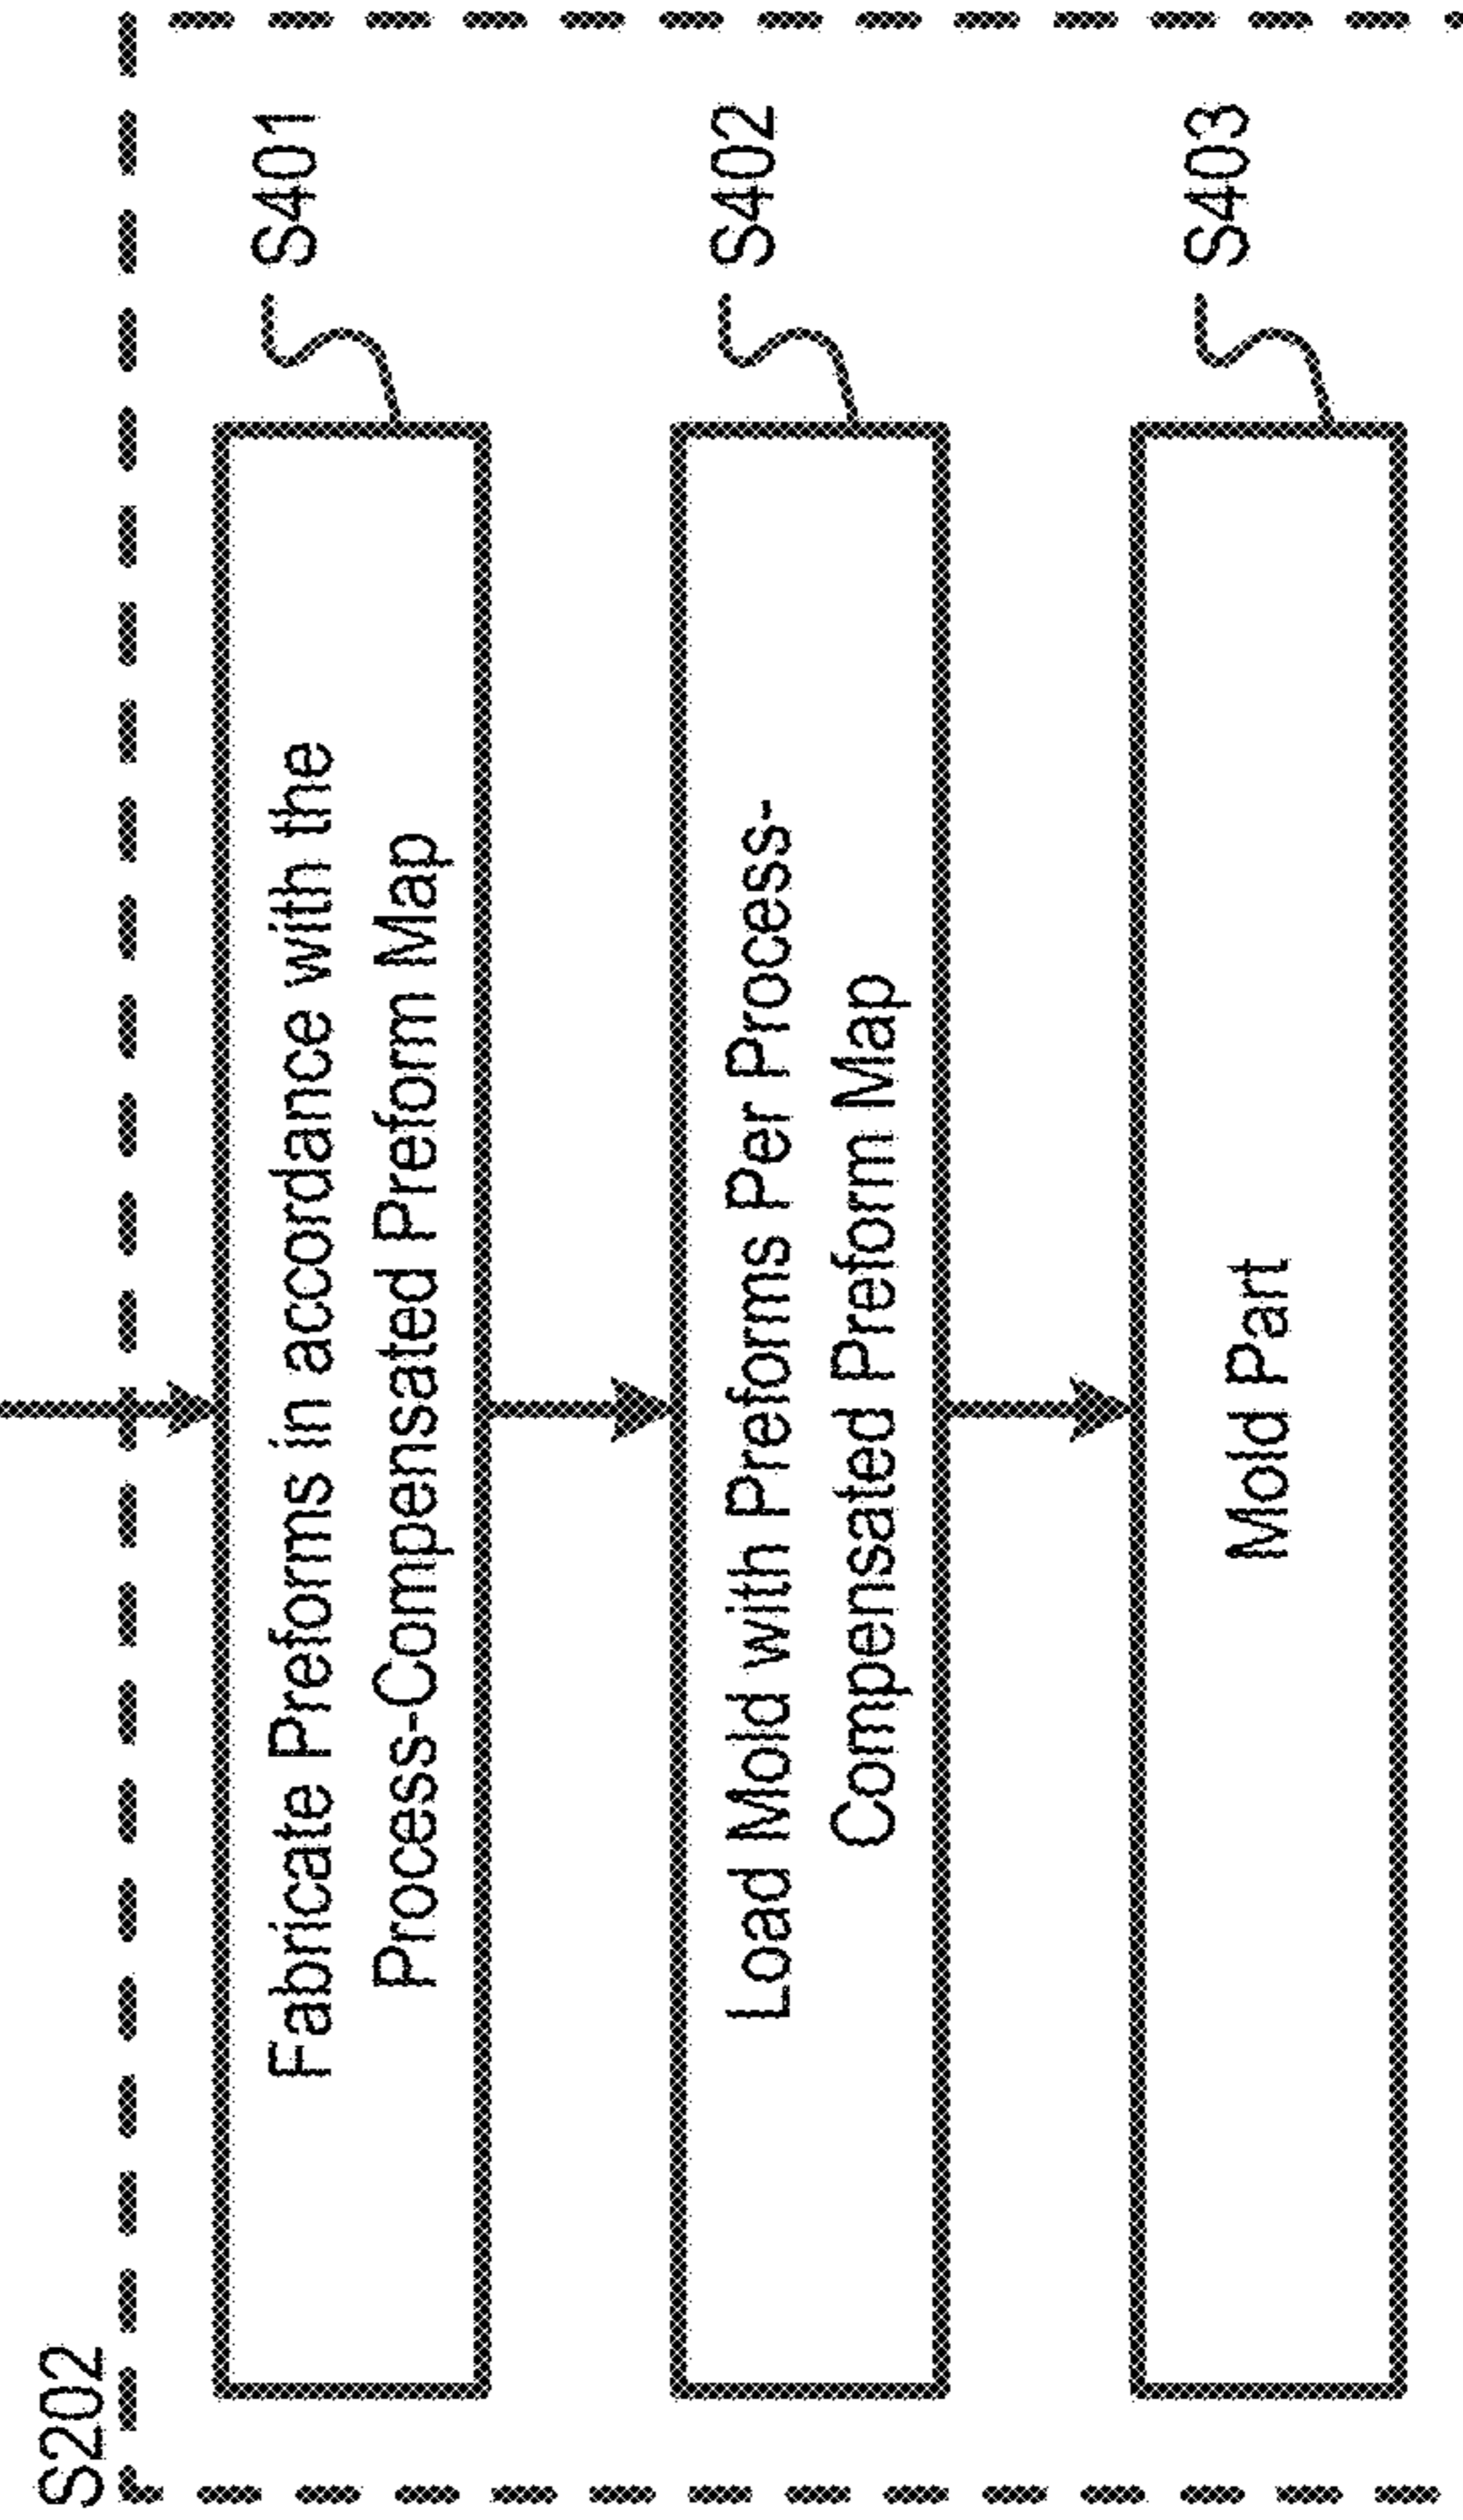 S202
Fabricate Preforms in accordance with the
Process-Compensated Preform Map
S401
Load Mold with Preforms Per Process-
Compensated Preform Map
S402
Mold Part
S403